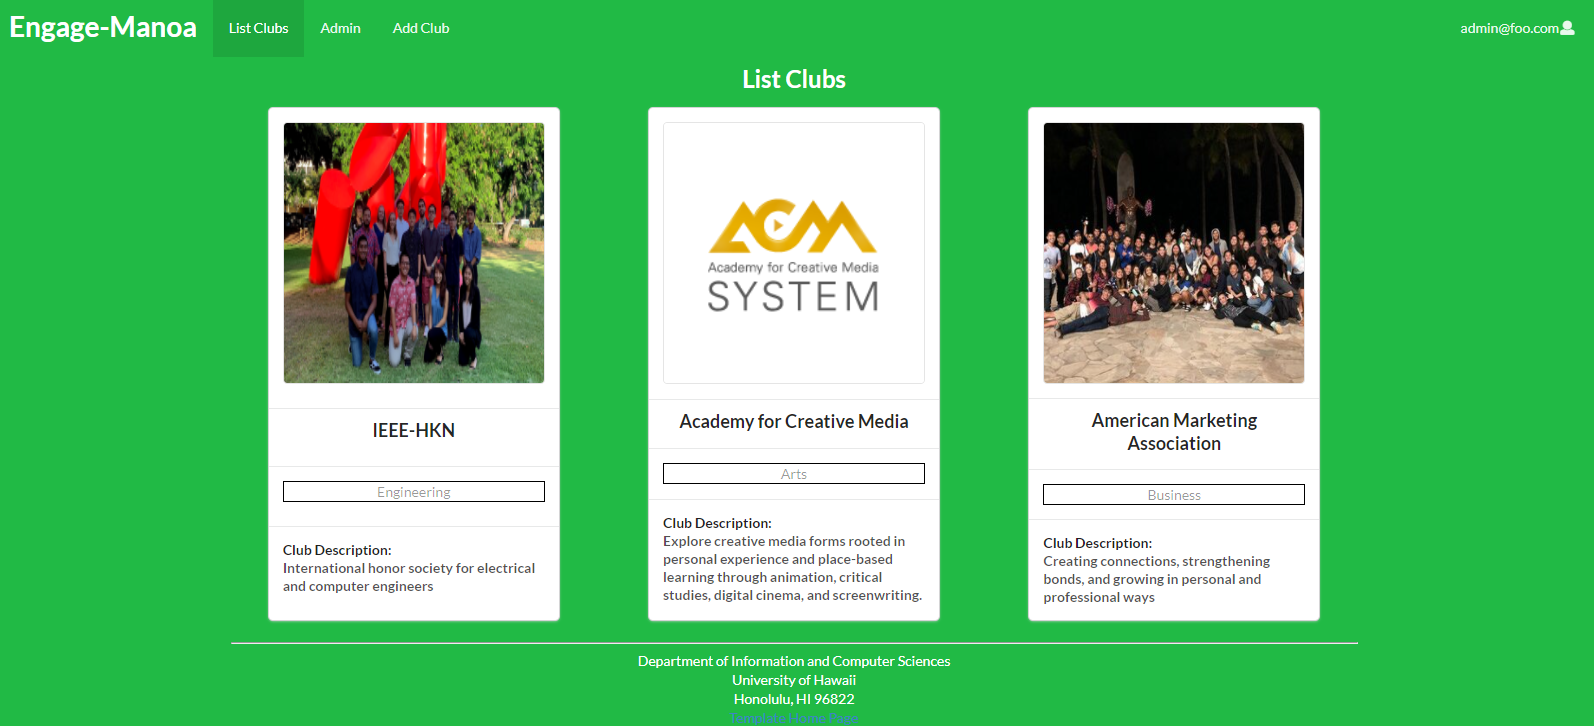 Engage-Manoa
List Clubs
Admin
Add Club
admin@foo.com
List Clubs
ACM
Academy for Creative Media
SYSTEM
IEEE-HKN
Engineering
Club Description:
International honor society for electrical
and computer engineers
Academy for Creative Media
Arts
Club Description:
Explore creative media forms rooted in
personal experience and place-based
learning through animation, critical
studies, digital cinema, and screenwriting.
American Marketing
Association
Business
Club Description:
Creating connections, strengthening
bonds, and growing in personal and
professional ways
Department of Information and Computer Sciences
University of Hawaii
Honolulu, HI 96822
Template Home Page